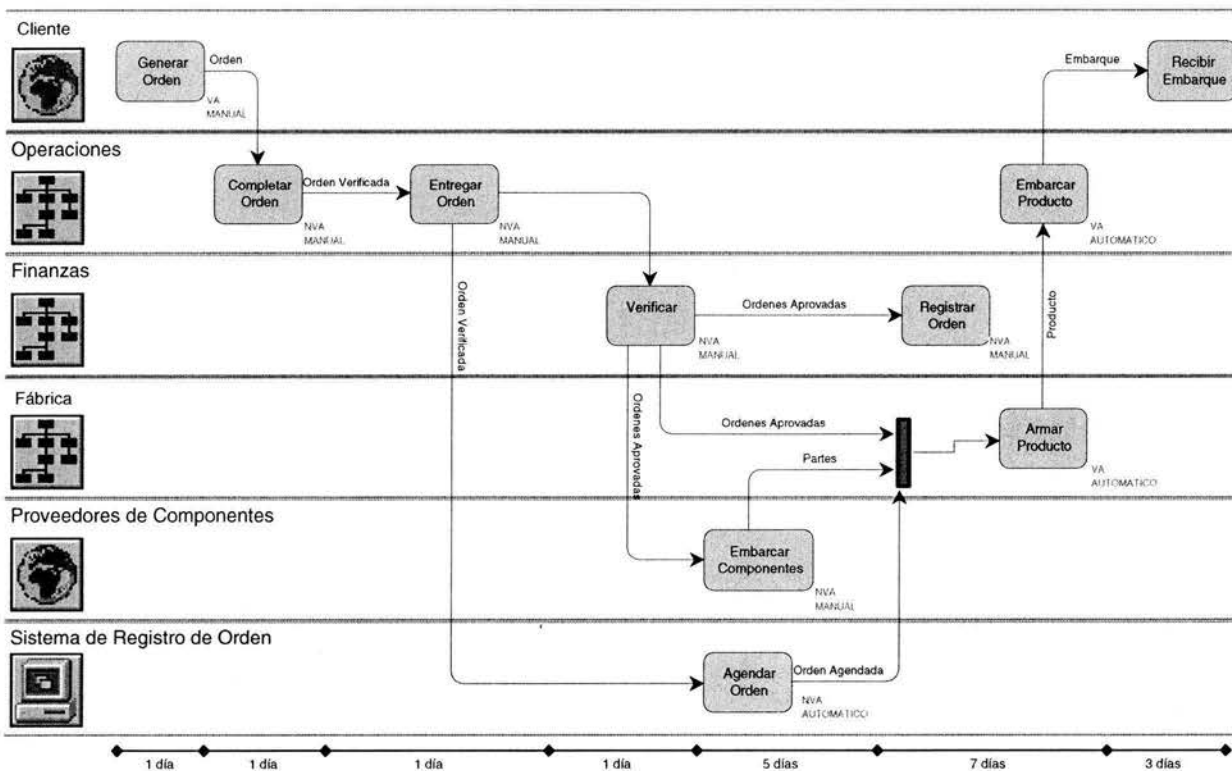 Cliente
Generar
Orden
Orden
VA
MANUAL
Embarque
Recibir
Embarque
Operaciones
Completar
Orden
Orden Verificada
NVA
MANUAL
Entregar
Orden
NVA
MANUAL
Embarcar
Producto
VA
AUTOMATICO
Finanzas
Orden Verificada
Verificar
NVA
MANUAL
Ordenes Aprovadas
Registrar
Orden
NVA
MANUAL
Producto
Fábrica
Ordenes Aprovadas
Ordenes Aprovadas
Partes
Armar
Producto
VA
AUTOMATICO
Proveedores de Componentes
Embarcar
Componentes
NVA
MANUAL
Sistema de Registro de Orden
Agendar
Orden
Orden Agendada
NVA
AUTOMATICO
1 día
1 día
1 día
1 día
5 días
7 días
3 días